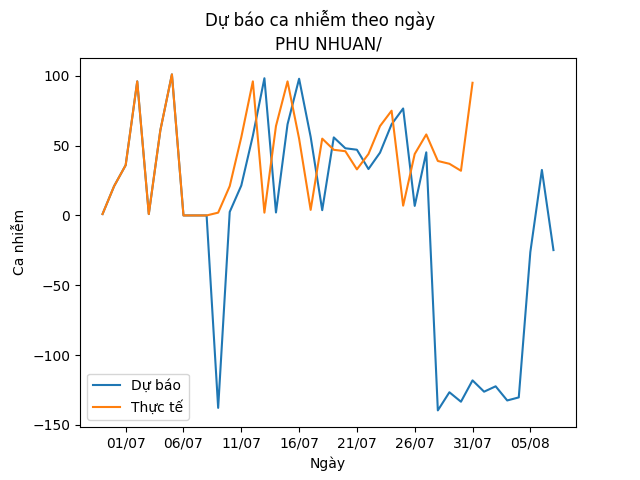 Dự báo ca nhiễm theo ngày
PHU NHUAN/
100
50
0
−50
−100
−150
Ca nhiễm
Dự báo
Thực tế
01/07 06/07 11/07 16/07 21/07 26/07 31/07 05/08
Ngày